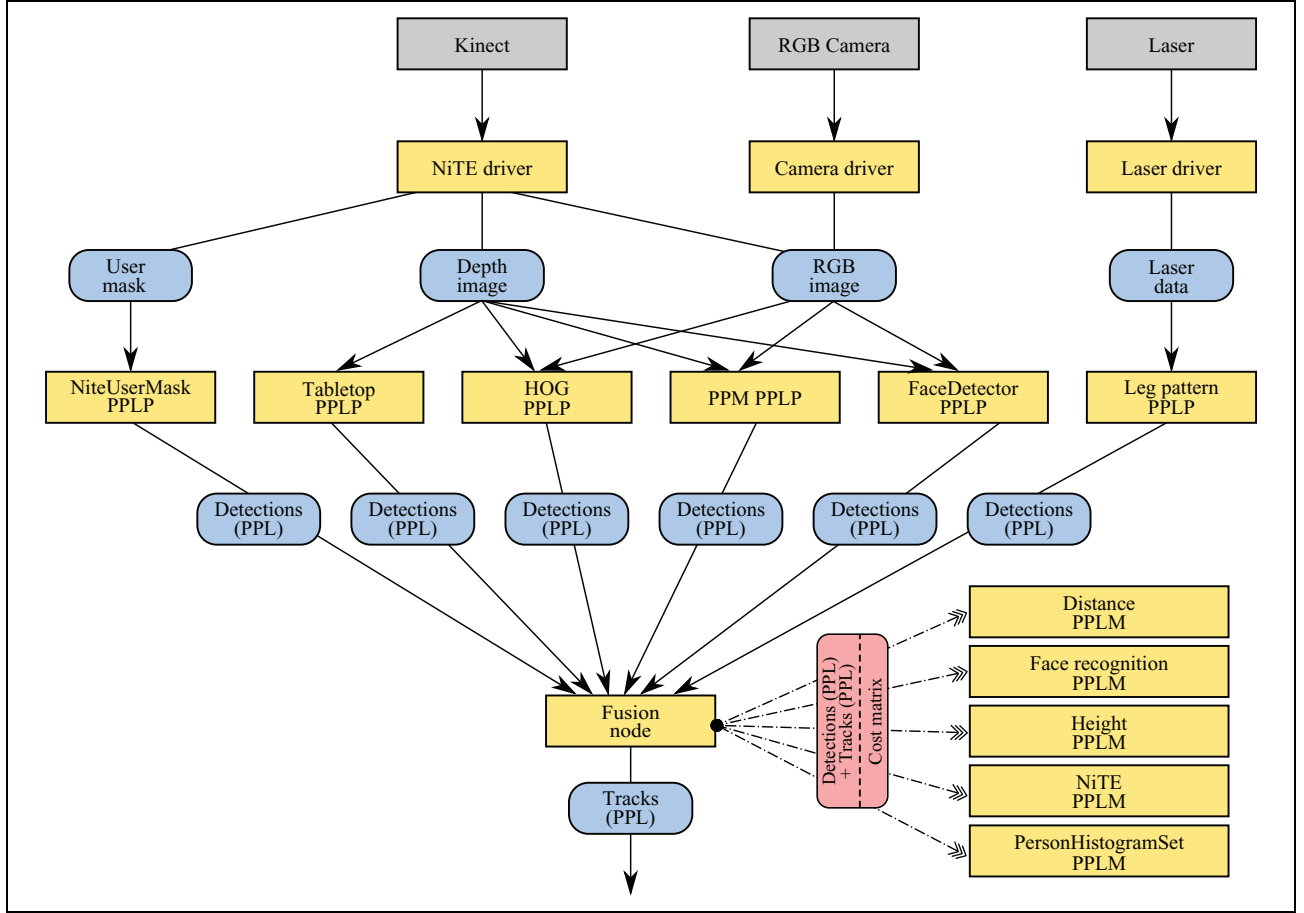 Kinect
RGB Camera
Laser
NiTE driver
Camera driver
Laser driver
User
mask
Depth
image
RGB
image
Laser
data
NiteUserMask
PPLP
Tabletop
PPLP
HOG
PPLP
PPM PPLP
FaceDetector
PPLP
Leg pattern
PPLP
Detections
(PPL)
Detections
(PPL)
Detections
(PPL)
Detections
(PPL)
Detections
(PPL)
Detections
(PPL)
Fusion
node
Tracks
(PPL)
Detections (PPL)
+ Tracks (PPL)
Cost matrix
Distance
PPLM
Face recognition
PPLM
Height
PPLM
NiTE
PPLM
PersonHistogramSet
PPLM